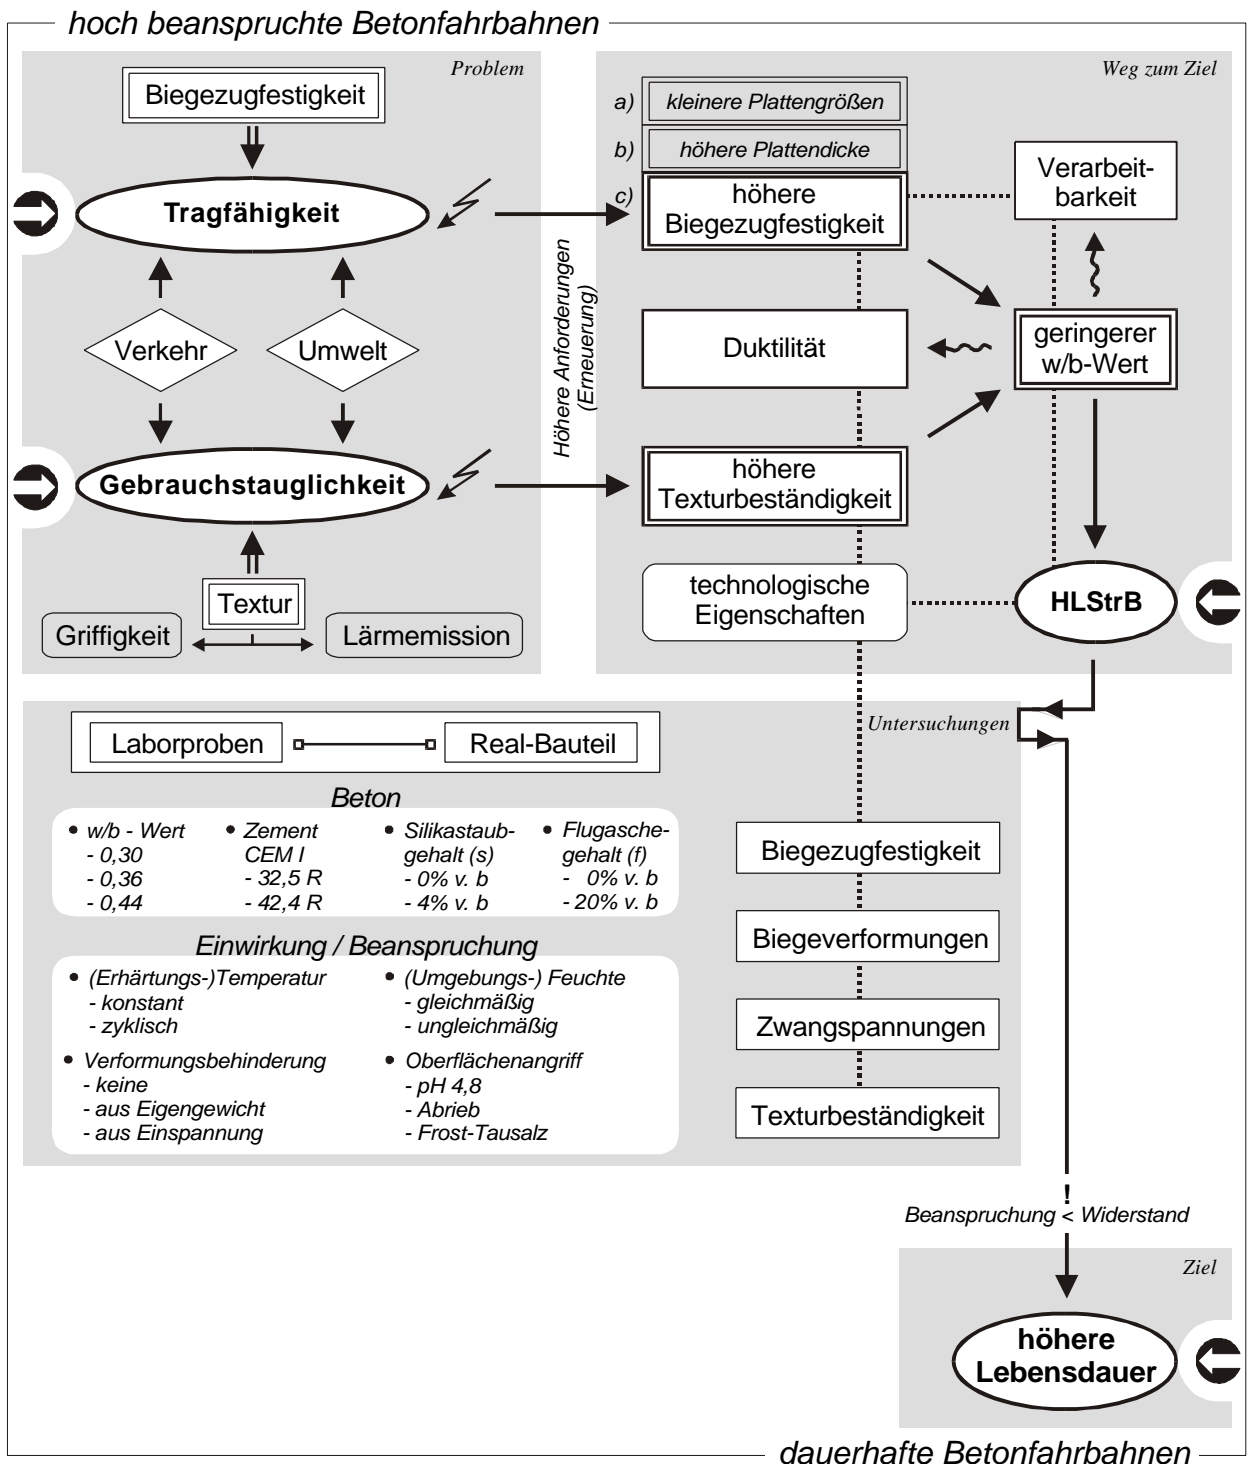 hoch beanspruchte Betonfahrbahnen
Problem
Biegezugfestigkeit
Tragfähigkeit
Verkehr
Umwelt
Gebrauchstauglichkeit
Textur
Griffigkeit
Lärmemission
Höhere Anforderungen
(Erneuerung)
Weg zum Ziel
a) kleinere Plattengrößen
b) höhere Plattendicke
c) höhere
Biegezugfestigkeit
Verarbeit-
barkeit
Duktilität
geringerer
w/b-Wert
höhere
Texturbeständigkeit
technologische
Eigenschaften
HLStrB
Untersuchungen
Laborproben
Real-Bauteil
Beton
• w/b - Wert
- 0,30
- 0,36
- 0,44
• Zement
CEM I
- 32,5 R
- 42,4 R
• Silikastaub-
gehalt (s)
- 0% v. b
- 4% v. b
• Flugasche-
gehalt (f)
- 0% v. b
- 20% v. b
Einwirkung / Beanspruchung
• (Erhärtungs-)Temperatur
- konstant
- zyklisch
• (Umgebungs-) Feuchte
- gleichmäßig
- ungleichmäßig
• Verformungsbehinderung
- keine
- aus Eigengewicht
- aus Einspannung
• Oberflächenangriff
- pH 4,8
- Abrieb
- Frost-Tausalz
Biegezugfestigkeit
Biegeverformungen
Zwangspannungen
Texturbeständigkeit
!
Beanspruchung < Widerstand
Ziel
höhere
Lebensdauer
dauerhafte Betonfahrbahnen